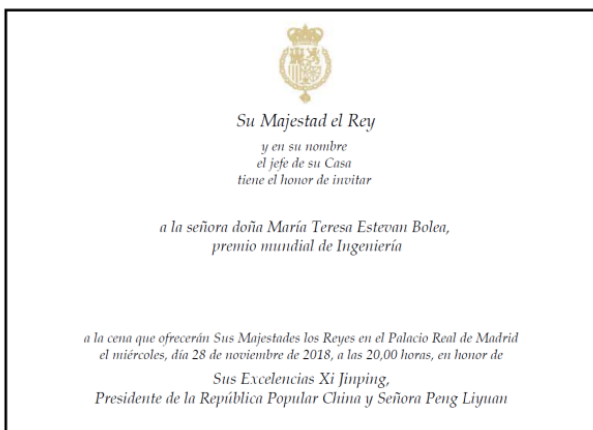 Su Majestad el Rey
y en su nombre
el jefe de su Casa
tiene el honor de invitar
a la señora doña María Teresa Estevan Bolea,
premio mundial de Ingeniería
a la cena que ofrecerán Sus Majestades los Reyes en el Palacio Real de Madrid
el miércoles, día 28 de noviembre de 2018, a las 20,00 horas, en honor de
Sus Excelencias Xi Jinping,
Presidente de la República Popular China y Señora Peng Liyuan